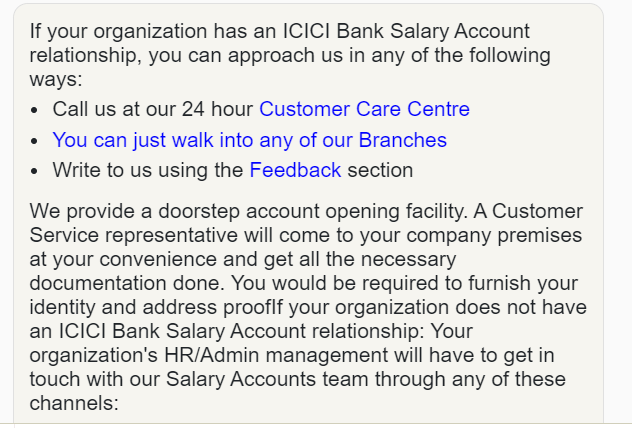 If your organization has an ICICI Bank Salary Account
relationship, you can approach us in any of the following
ways:
• Call us at our 24 hour Customer Care Centre
• You can just walk into any of our Branches
• Write to us using the Feedback section
We provide a doorstep account opening facility. A Customer
Service representative will come to your company premises
at your convenience and get all the necessary
documentation done. You would be required to furnish your
identity and address proofIf your organization does not have
an ICICI Bank Salary Account relationship: Your
organization's HR/Admin management will have to get in
touch with our Salary Accounts team through any of these
channels: